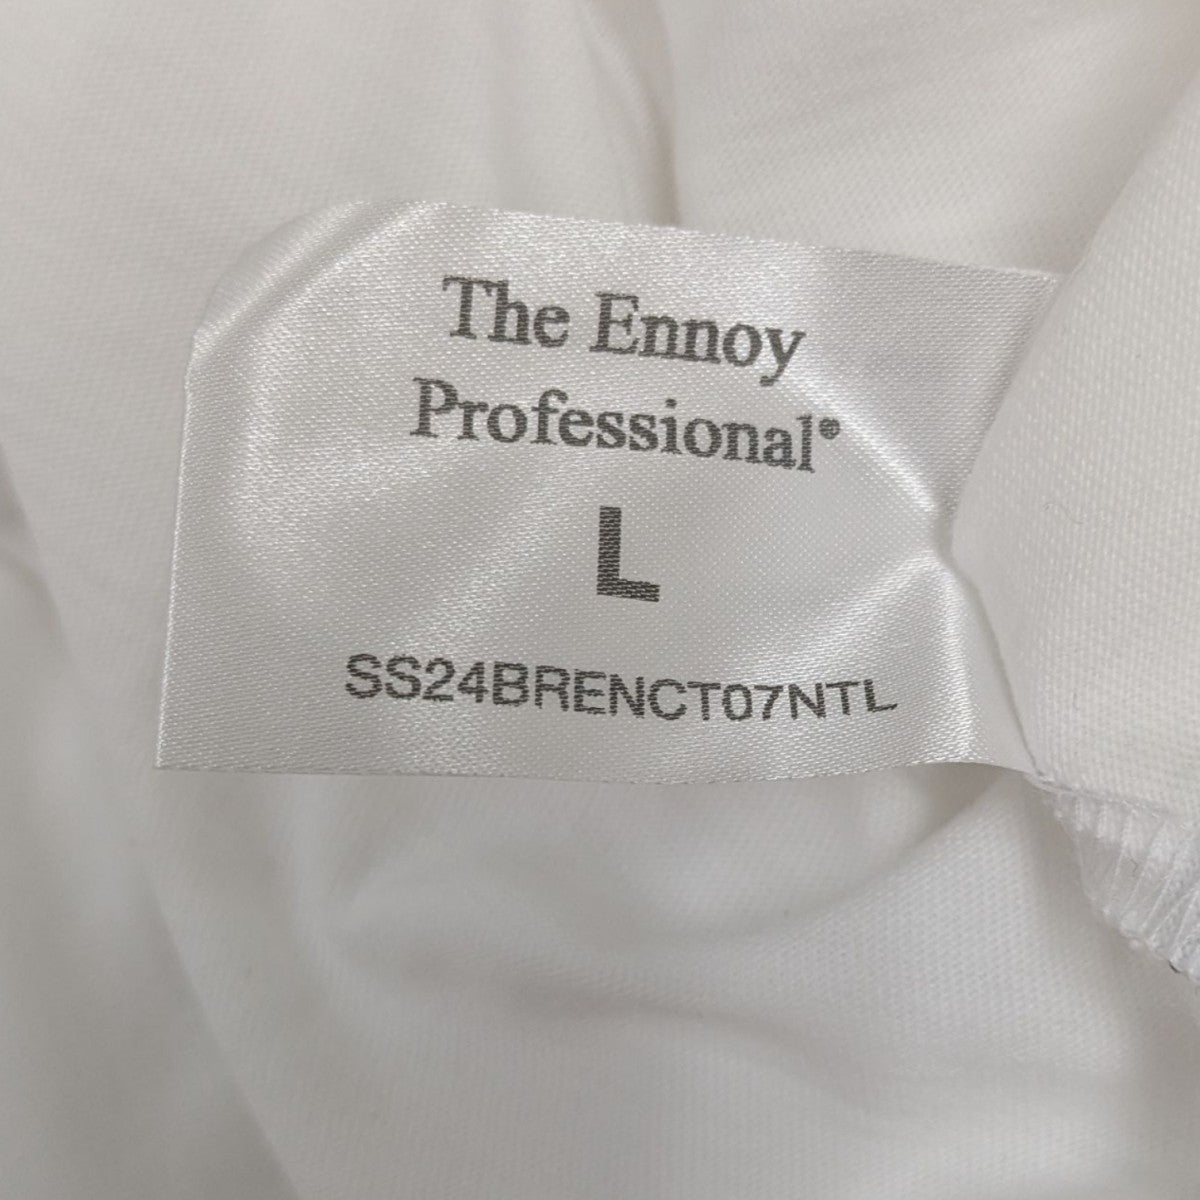 The Ennoy
Professional®
L
SS24BRENCT07NTL